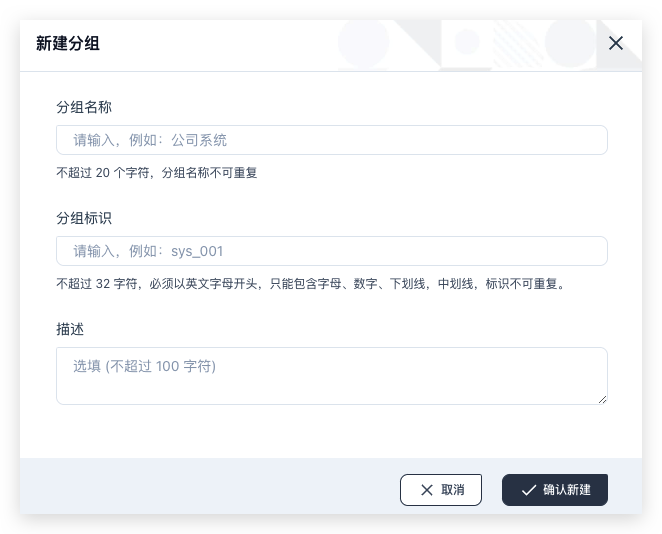 新建分组
分组名称
请输入，例如：公司系统
不超过 20 个字符，分组名称不可重复
分组标识
请输入，例如：sys_001
不超过 32 字符，必须以英文字母开头，只能包含字母、数字、下划线，中划线，标识不可重复。
描述
选填 (不超过 100 字符)
取消
确认新建